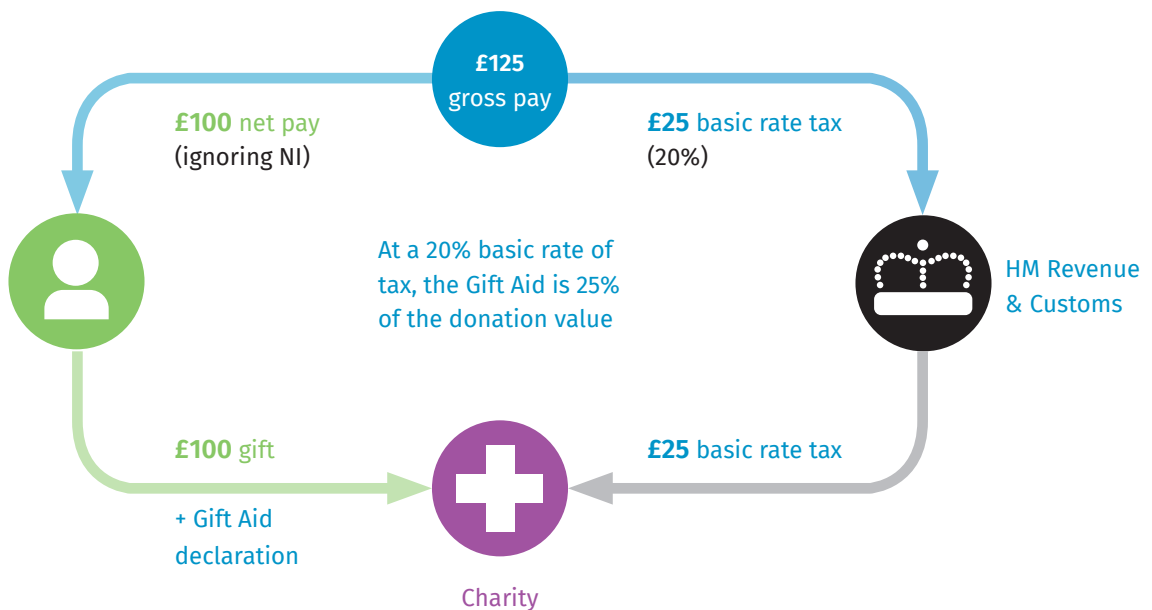 £125
gross pay
£100 net pay
(ignoring NI)
£25 basic rate tax
(20%)
At a 20% basic rate of
tax, the Gift Aid is 25%
of the donation value
HM Revenue
& Customs
£100 gift
£25 basic rate tax
+ Gift Aid
declaration
Charity